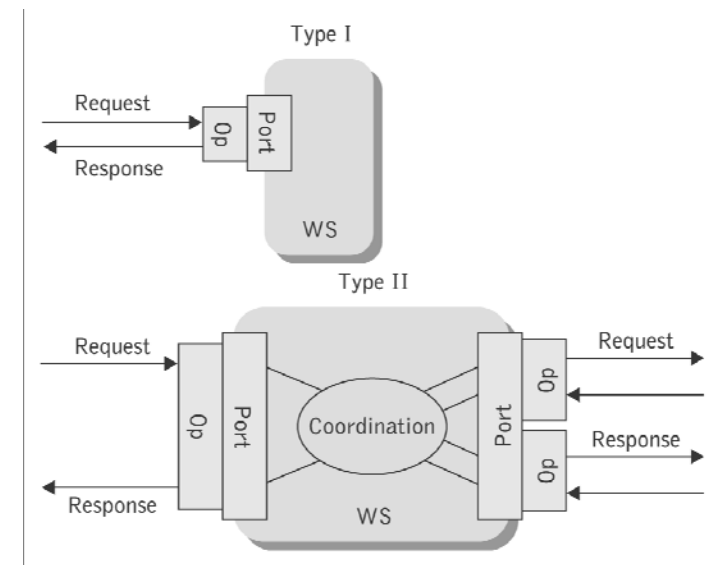 Type I
Request
Response
Op
Port
WS
Type II
Request
Response
Op
Port
Coordination
WS
Port
Op
Op
Request
Response